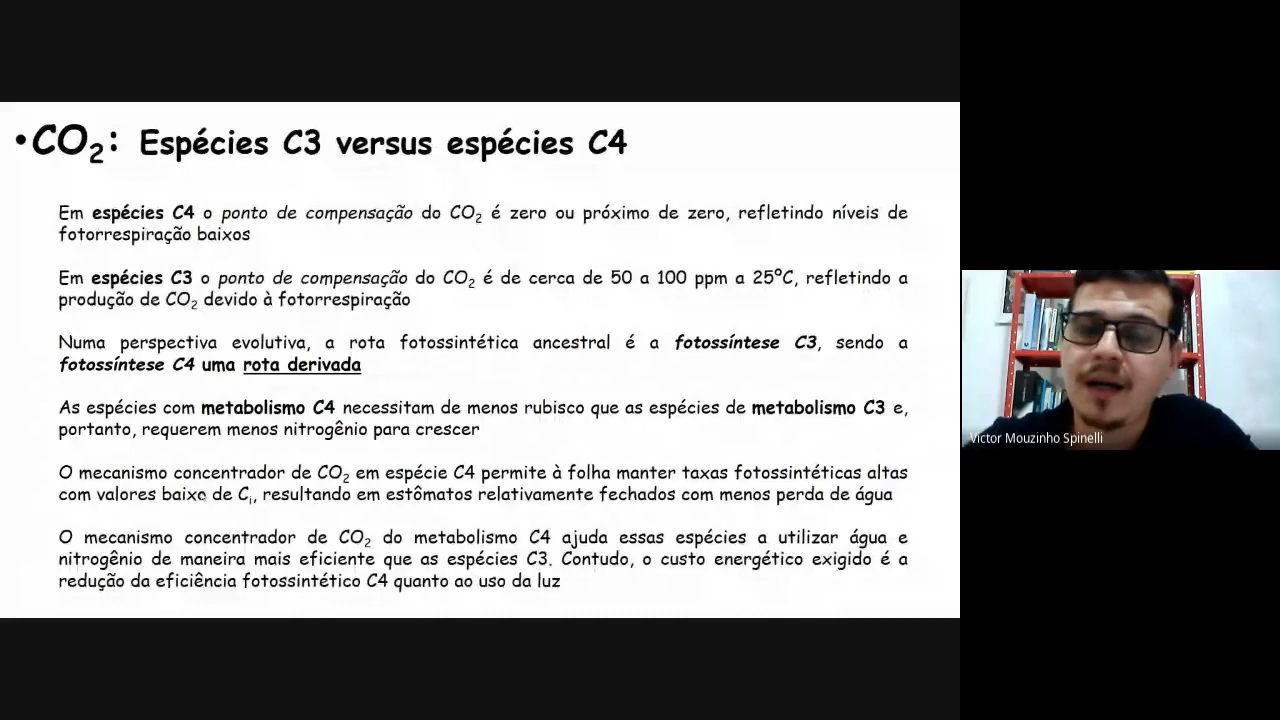 •CO₂: Espécies C3 versus espécies C4
Em espécies C4 o ponto de compensação do CO₂ é zero ou próximo de zero, refletindo níveis de
fotorrespiração baixos
Em espécies C3 o ponto de compensação do CO₂ é de cerca de 50 a 100 ppm a 25ºC, refletindo a
produção de CO₂ devido à fotorrespiração
Numa perspectiva evolutiva, a rota fotossintética ancestral é a fotossíntese C3, sendo a
fotossíntese C4 uma rota derivada
As espécies com metabolismo C4 necessitam de menos rubisco que as espécies de metabolismo C3 e,
portanto, requerem menos nitrogênio para crescer
O mecanismo concentrador de CO₂ em espécie C4 permite à folha manter taxas fotossintéticas altas
com valores baixo de Cᵢ, resultando em estômatos relativamente fechados com menos perda de água
O mecanismo concentrador de CO₂ do metabolismo C4 ajuda essas espécies a utilizar água e
nitrogênio de maneira mais eficiente que as espécies C3. Contudo, o custo energético exigido é a
redução da eficiência fotossintético C4 quanto ao uso da luz
Victor Mouzinho Spinelli